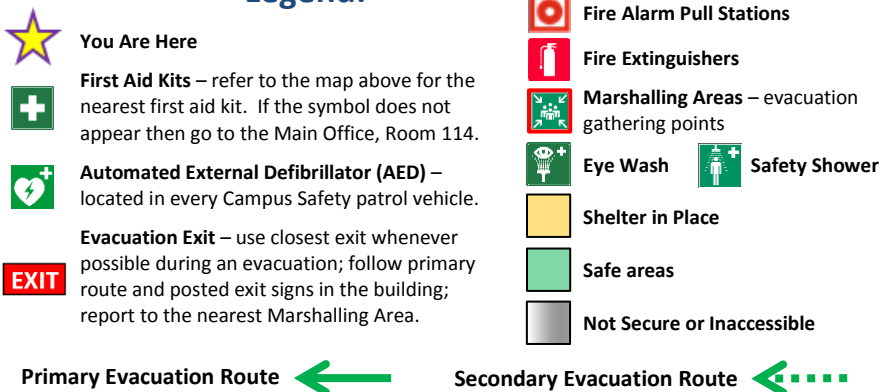 Legend:
You Are Here
First Aid Kits – refer to the map above for the
nearest first aid kit.  If the symbol does not
appear then go to the Main Office, Room 114.
Automated External Defibrillator (AED) –
located in every Campus Safety patrol vehicle.
EXIT
Evacuation Exit – use closest exit whenever
possible during an evacuation; follow primary
route and posted exit signs in the building;
report to the nearest Marshalling Area.
Fire Alarm Pull Stations
Fire Extinguishers
Marshalling Areas – evacuation
gathering points
Eye Wash
Safety Shower
Shelter in Place
Safe areas
Not Secure or Inaccessible
Primary Evacuation Route
Secondary Evacuation Route